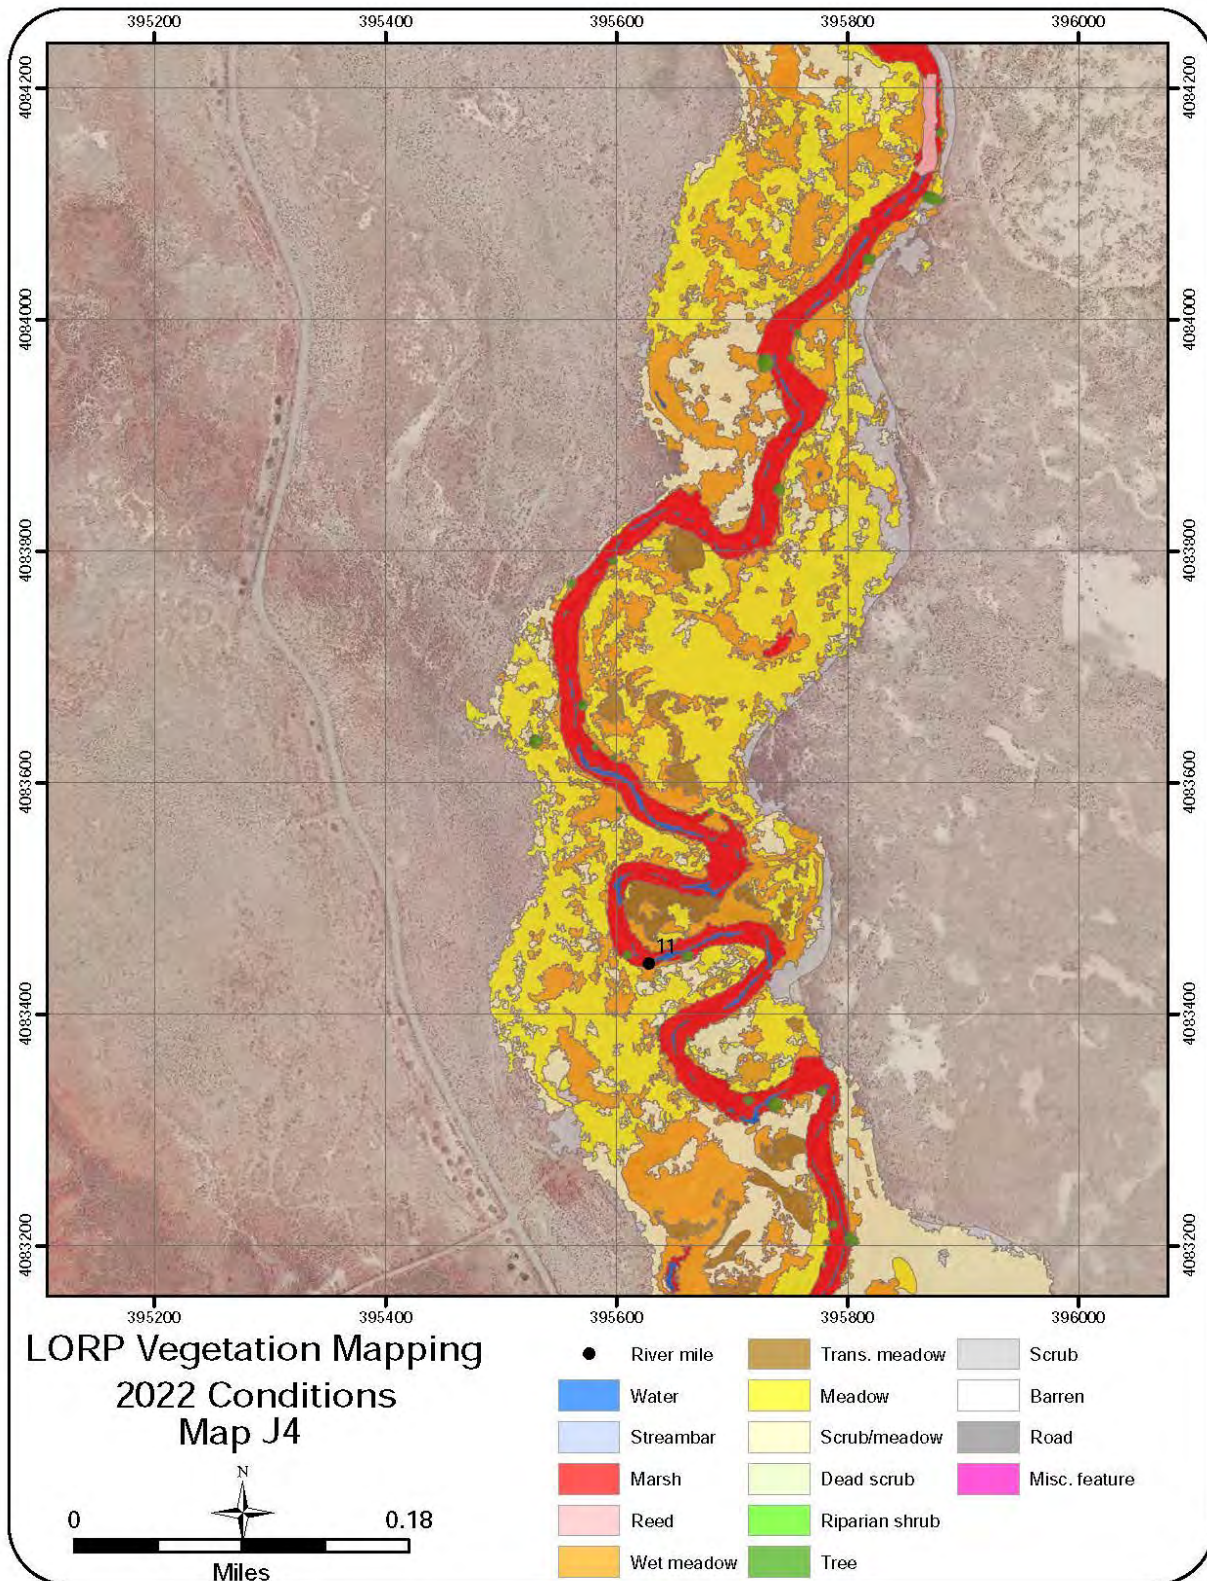 395200 395400 395600 395800 396000
4084200 4084200
4084000 4084000
4083800 4083800
4083600 4083600
11
4083400 4083400
4083200 4083200
395200 395400 395600 395800 396000
LORP Vegetation Mapping
2022 Conditions
Map J4
N
0 0.18
Miles
River mile
Water
Streambar
Marsh
Reed
Wet meadow
Trans. meadow
Meadow
Scrub/meadow
Dead scrub
Riparian shrub
Tree
Scrub
Barren
Road
Misc. feature